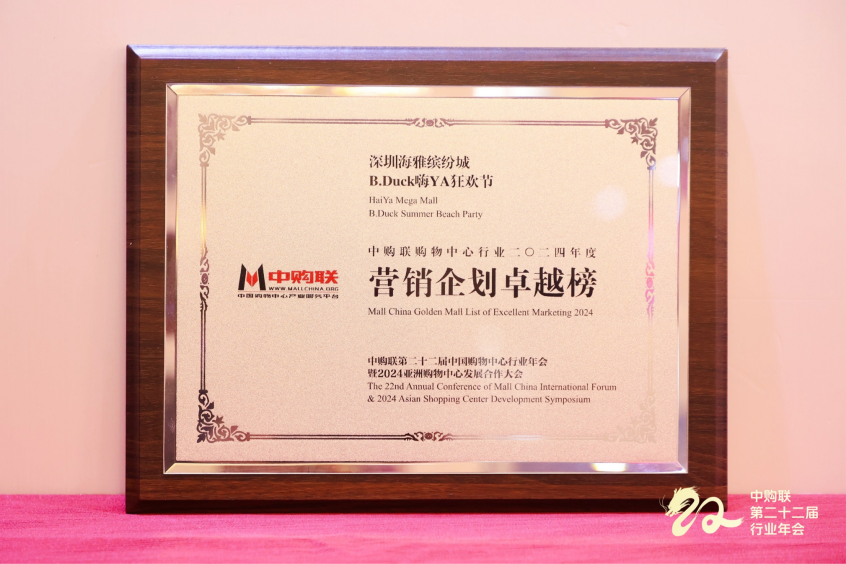 深圳海雅缤纷城
B.Duck嗨YA狂欢节
HaiYa Mega Mall
B.Duck Summer Beach Party
中购联购物中心行业二〇二四年度
营销企划卓越榜
Mall China Golden Mall List of Excellent Marketing 2024
中购联
WWW.MALLCHINA.ORG
中国购物中心产业服务平台
中购联第二十二届中国购物中心行业年会
暨2024亚洲购物中心发展合作大会
The 22nd Annual Conference of Mall China International Forum
& 2024 Asian Shopping Center Development Symposium
中购联
第二十二届
行业年会